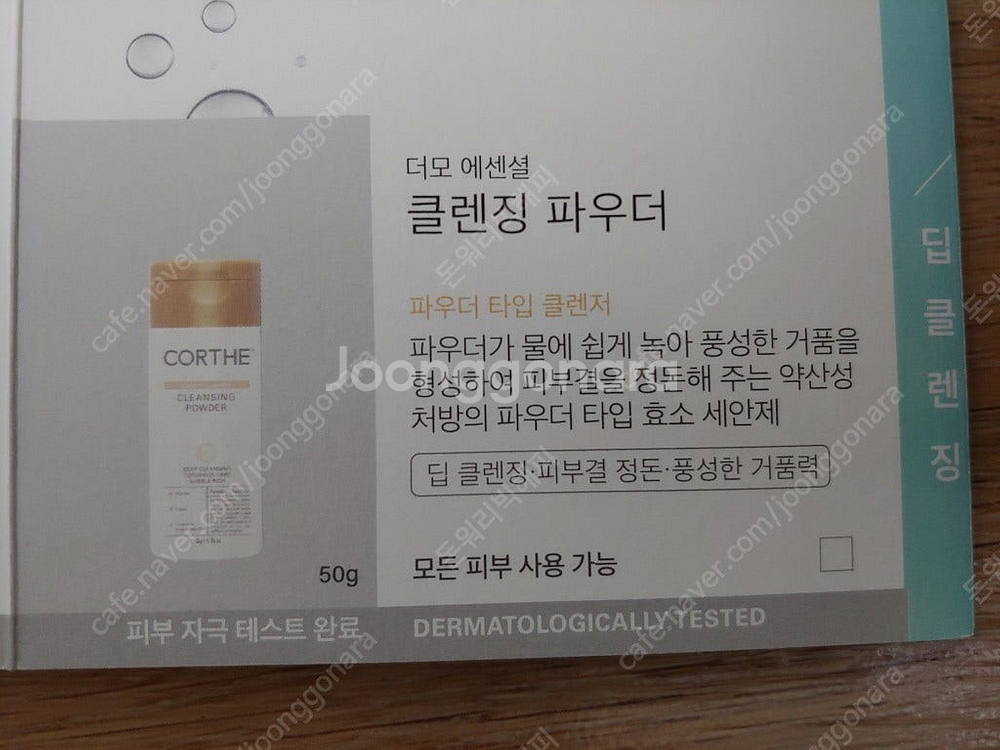 더모 에센셜
클렌징 파우더
파우더 타입 클렌저
파우더가 물에 쉽게 녹아 풍성한 거품을
형성하여 피부결을 정돈해 주는 약산성
처방의 파우더 타입 효소 세안제
딥 클렌징·피부결 정돈·풍성한 거품력
모든 피부 사용 가능
CORTHE
CLEANSING
POWDER
50g
피부 자극 테스트 완료
DERMATOLOGICALLY TESTED
딥클렌징
Joonggonara
cafe.naver.com/joonggonara